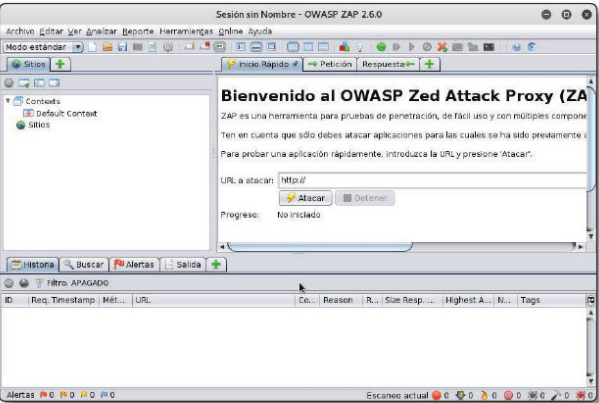 Sesión sin Nombre - OWASP ZAP 2.6.0
Archivo Editar Ver Analizar Reporte Herramientas Online Ayuda
Modo estándar
Sitios
Inicio Rápido
Petición
Respuesta
Contexts
Default Context
Sitios
Bienvenido al OWASP Zed Attack Proxy (ZA
ZAP es una herramienta para pruebas de penetración, de fácil uso y con múltiples compone
Ten en cuenta que sólo debes atacar aplicaciones para las cuales se ha sido previamente a
Para probar una aplicación rápidamente, introduzca la URL y presione 'Atacar'.
URL a atacar: http://
Atacar Detener
Progreso: No iniciado
Historia Buscar Alertas Salida
Filtro: APAGADO
ID Req. Timestamp Mét... URL Co... Reason R... Size Resp. ... Highest A... N... Tags
Alertas 0 0 0 0 Escaneo actual 0 0 0 0 0 0 0